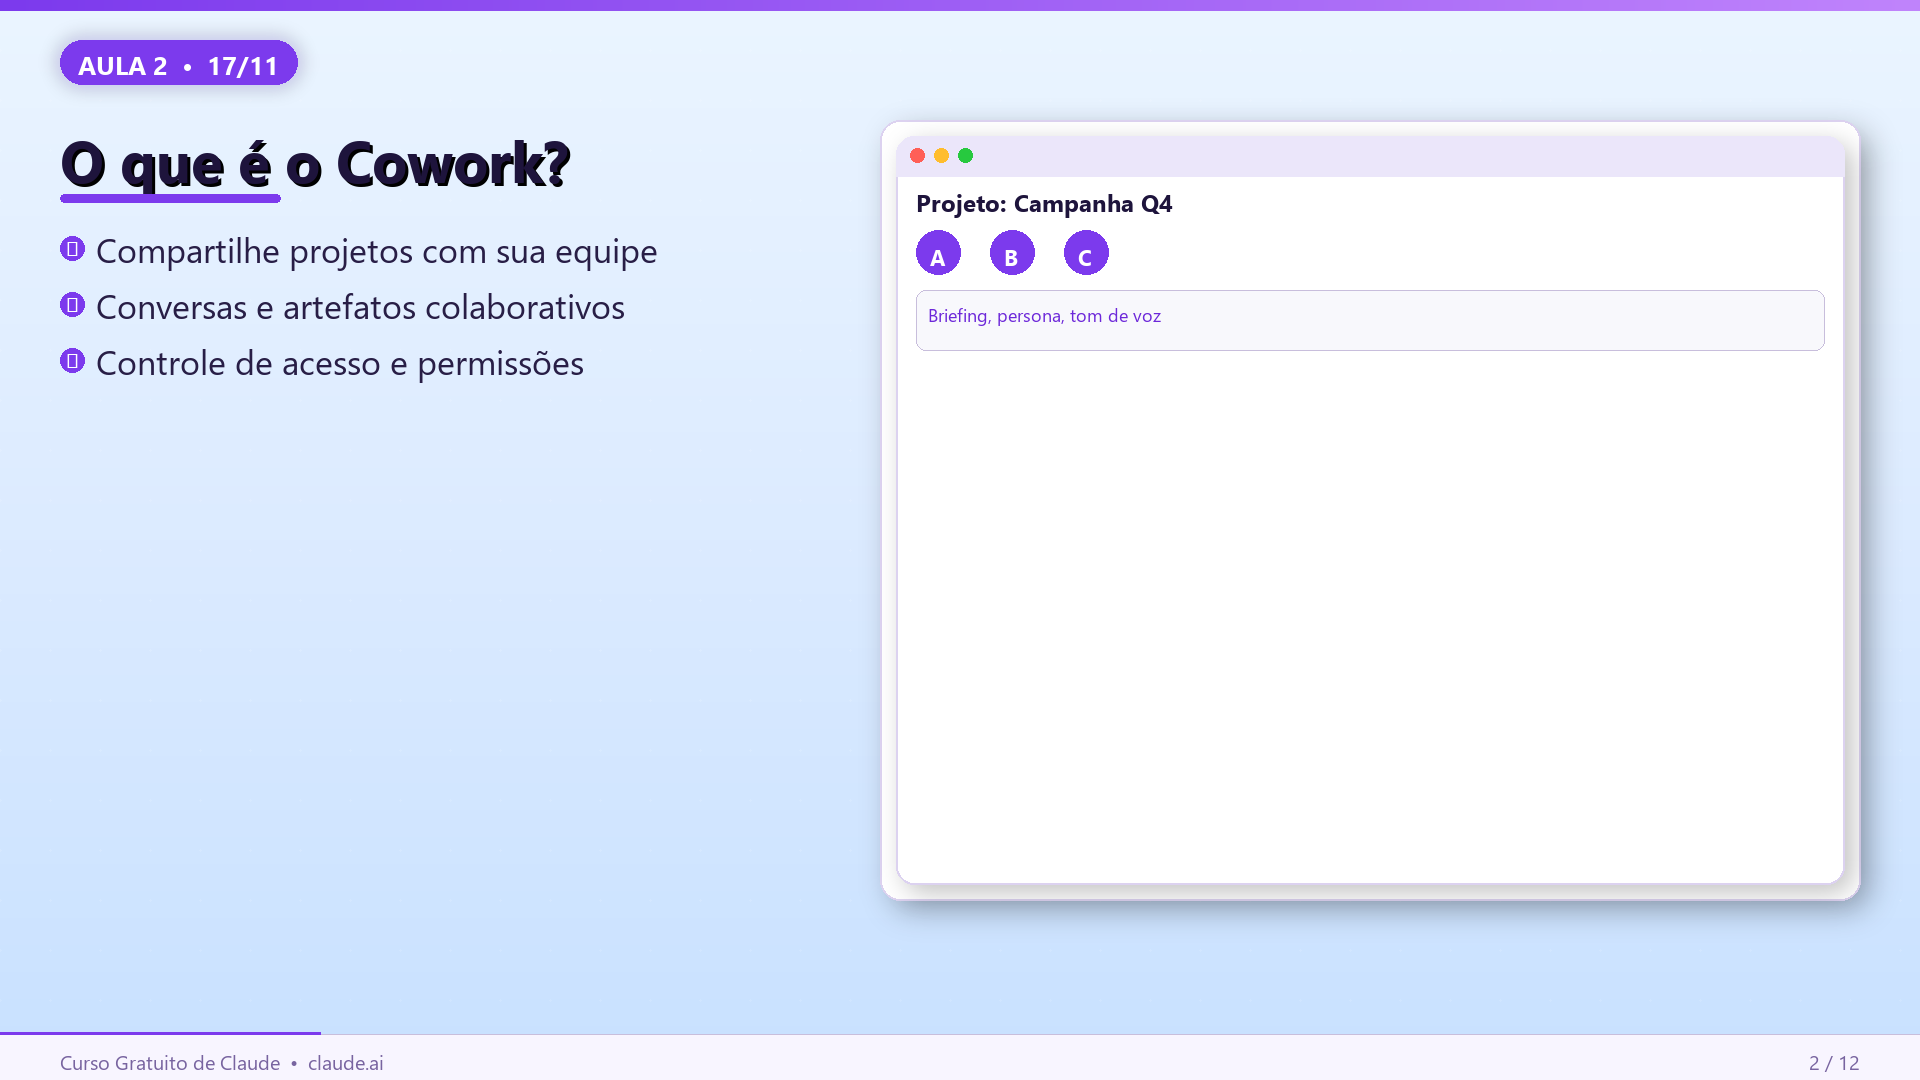 AULA 2 • 17/11
O que é o Cowork?
Compartilhe projetos com sua equipe
Conversas e artefatos colaborativos
Controle de acesso e permissões
Projeto: Campanha Q4
A B C
Briefing, persona, tom de voz
Curso Gratuito de Claude • claude.ai
2 / 12